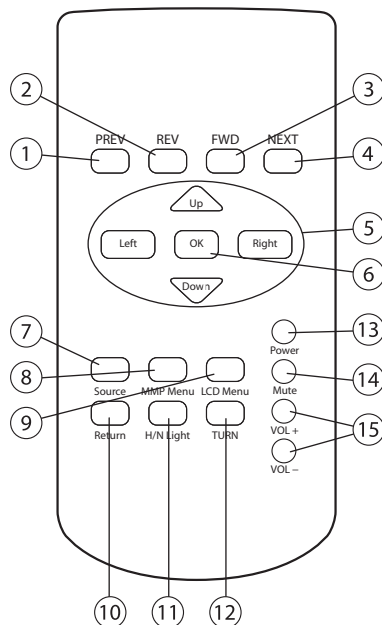 2 3
PREV REV FWD NEXT
1 4
Up
5
Left OK Right
6
Down
7 13
Power
8 Source MMP Menu LCD Menu 14
9 Mute
Return H/N Light TURN VOL + 15
VOL –
10 11 12